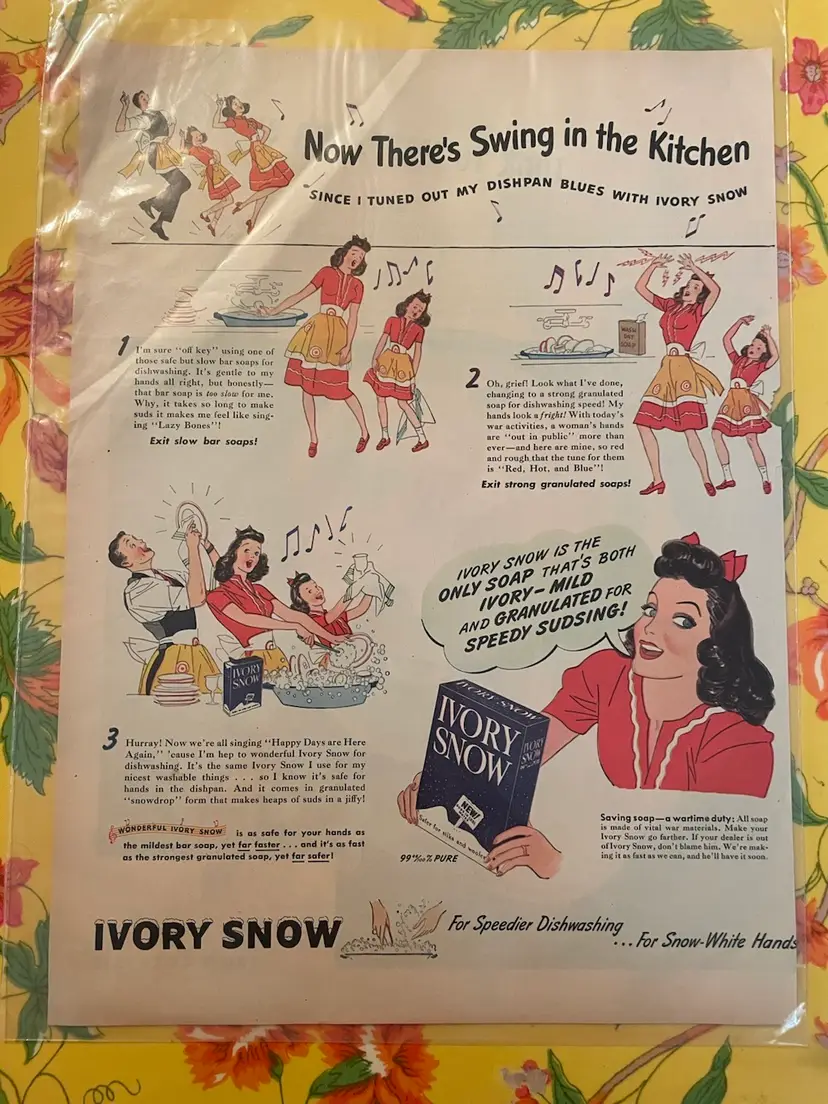 Now There's Swing in the Kitchen
SINCE I TUNED OUT MY DISHPAN BLUES WITH IVORY SNOW
1 I'm sure "off key" using one
of those safe but slow bar soaps for
dishwashing. It's gentle to my
hands all right, but honestly—
that bar soap is too slow for me.
Why, it takes so long to make
suds it makes me feel like sing-
ing "Lazy Bones"!
Exit slow bar soaps!
WASH
DAY
SOAP
2 Oh, grief! Look what I've done,
changing to a strong granulated
soap for dishwashing speed! My
hands look a fright! With today's
war activities, a woman's hands
are "out in public" more than
ever—and here are mine, so red
and rough that the tune for them
is "Red, Hot, and Blue"!
Exit strong granulated soaps!
IVORY
SNOW
3 Hurray! Now we're all singing "Happy Days are Here
Again," 'cause I'm hep to wonderful Ivory Snow for
dishwashing. It's the same Ivory Snow I use for my
nicest washable things . . . so I know it's safe for
hands in the dishpan. And it comes in granulated
"snowdrop" form that makes heaps of suds in a jiffy!
WONDERFUL IVORY SNOW is as safe for your hands as
the mildest bar soap, yet far faster . . . and it's as fast
as the strongest granulated soap, yet far safer!
IVORY SNOW IS THE
ONLY SOAP THAT'S BOTH
IVORY-MILD
AND GRANULATED FOR
SPEEDY SUDSING!
IVORY SNOW
IVORY
SNOW
IVORY
SNOW
NEW!
Safer for silks and woolens
99 44/100% PURE
Saving soap—a wartime duty: All soap
is made of vital war materials. Make your
Ivory Snow go farther. If your dealer is out
of Ivory Snow, don't blame him. We're mak-
ing it as fast as we can, and he'll have it soon.
IVORY SNOW
For Speedier Dishwashing
...For Snow-White Hands